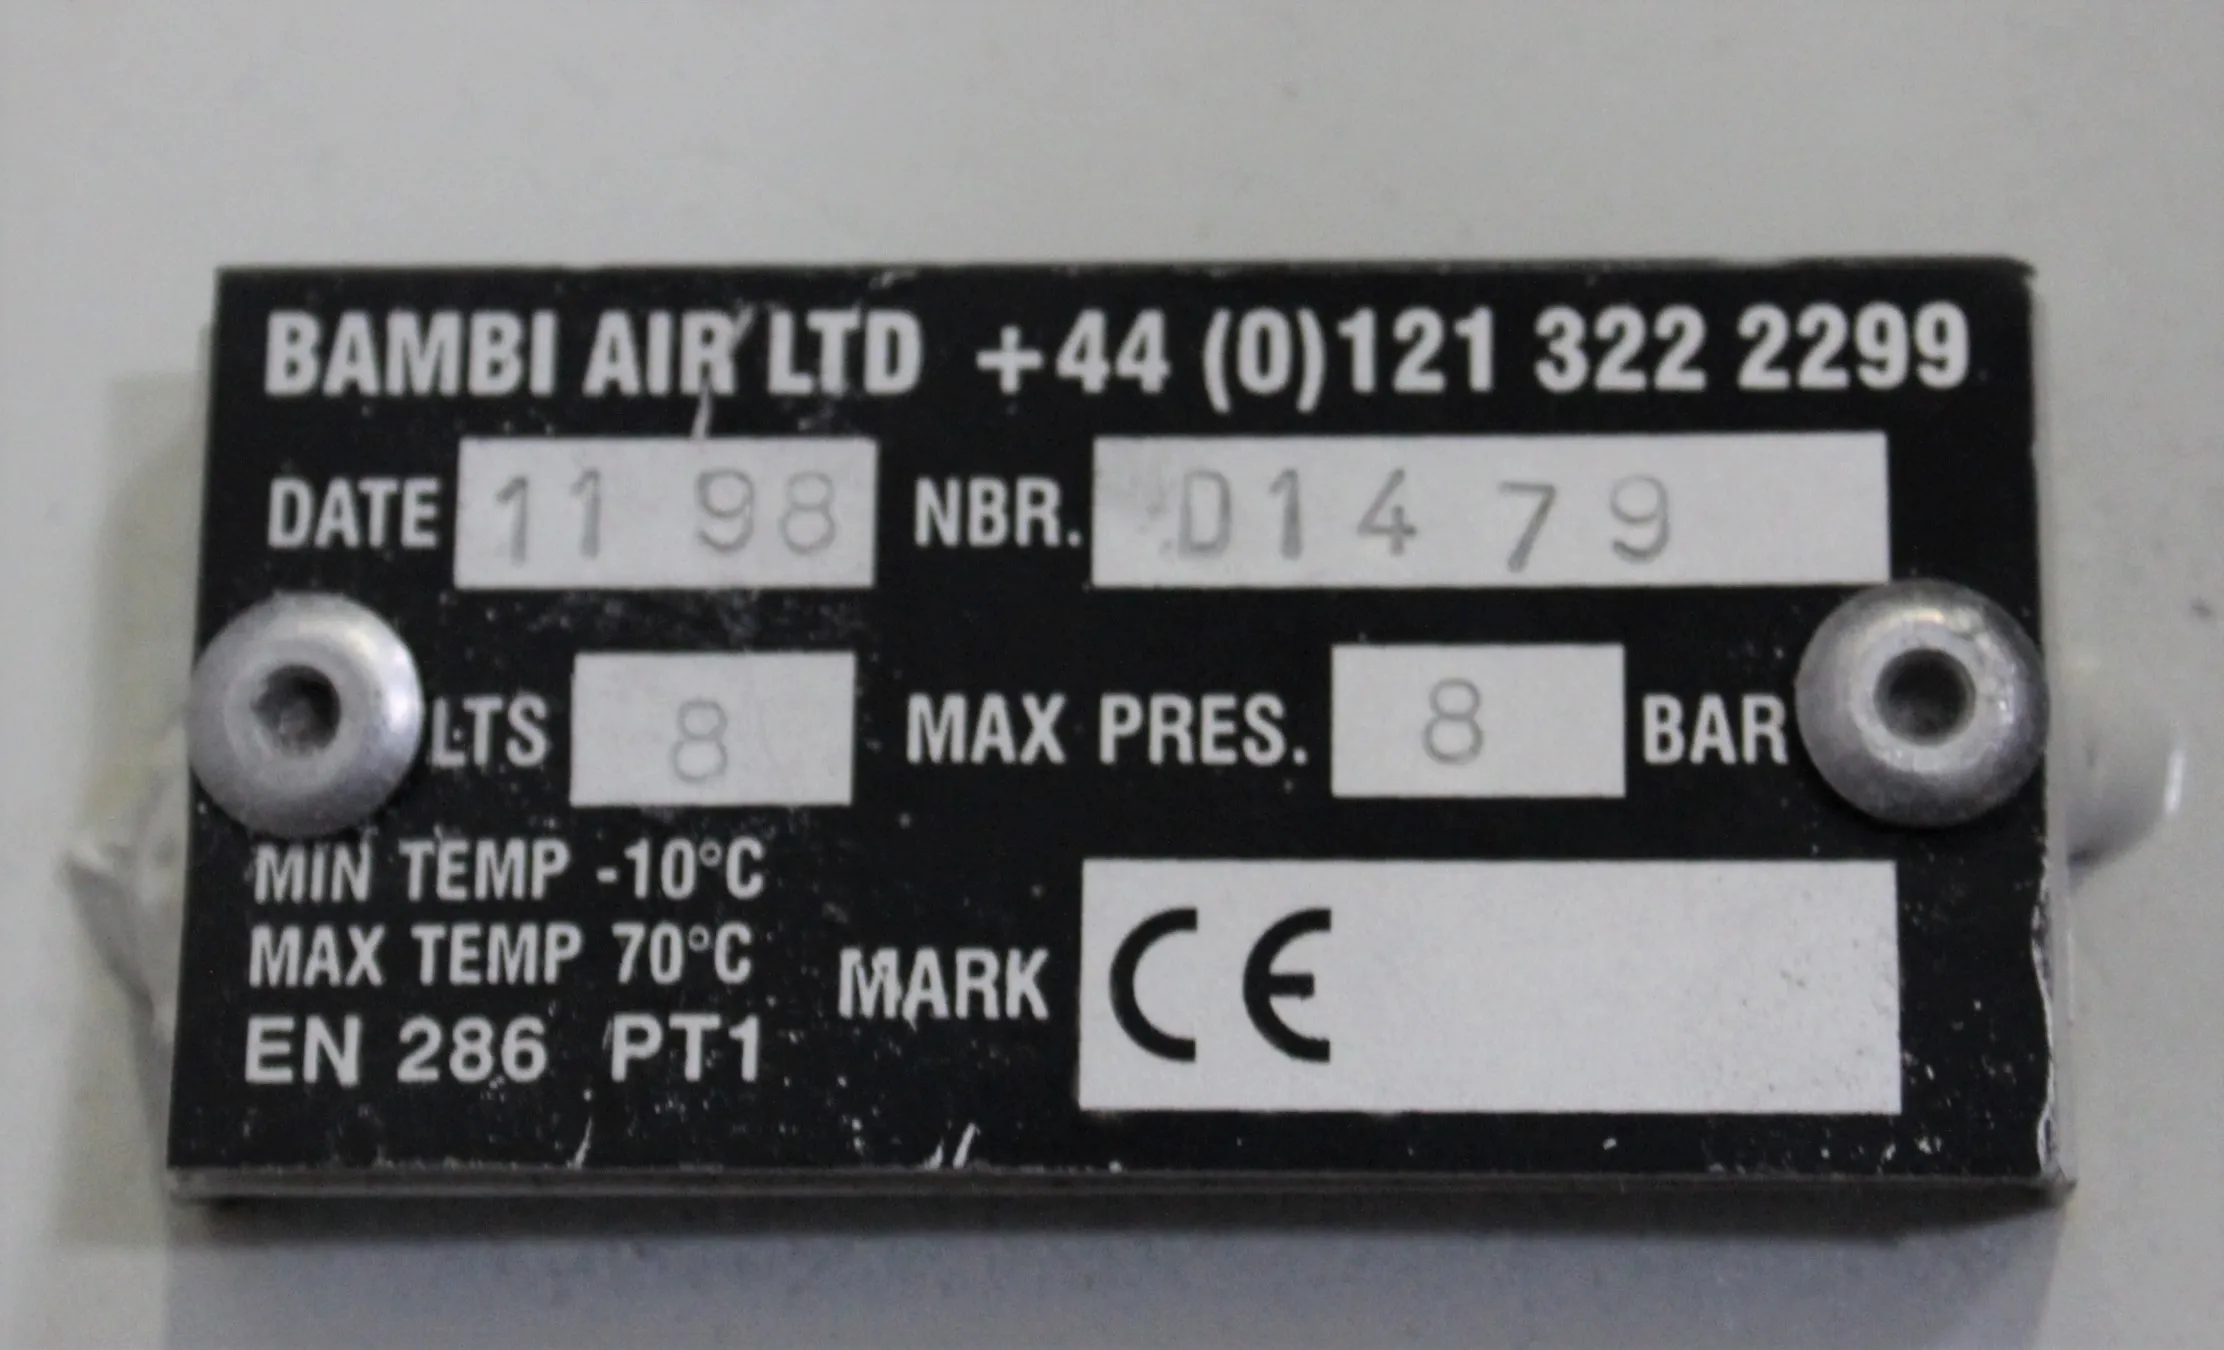 BAMBI AIR LTD +44 (0)121 322 2299
DATE 11 98 NBR. D1479
LTS 8 MAX PRES. 8 BAR
MIN TEMP -10°C
MAX TEMP 70°C
MARK CE
EN 286 PT1